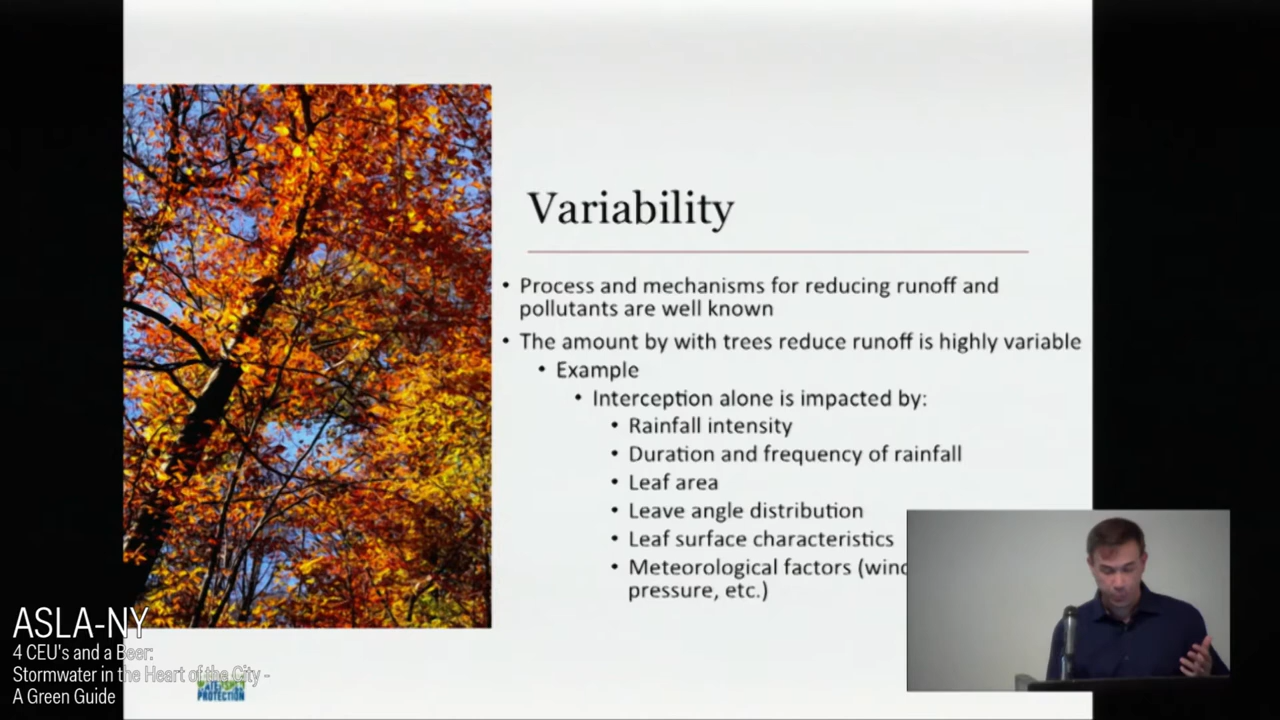 Variability
• Process and mechanisms for reducing runoff and
pollutants are well known
• The amount by with trees reduce runoff is highly variable
• Example
• Interception alone is impacted by:
• Rainfall intensity
• Duration and frequency of rainfall
• Leaf area
• Leave angle distribution
• Leaf surface characteristics
• Meteorological factors (wind
pressure, etc.)
ASLA-NY
4 CEU's and a Beer:
Stormwater in the Heart of the City -
A Green Guide
PROTECTION